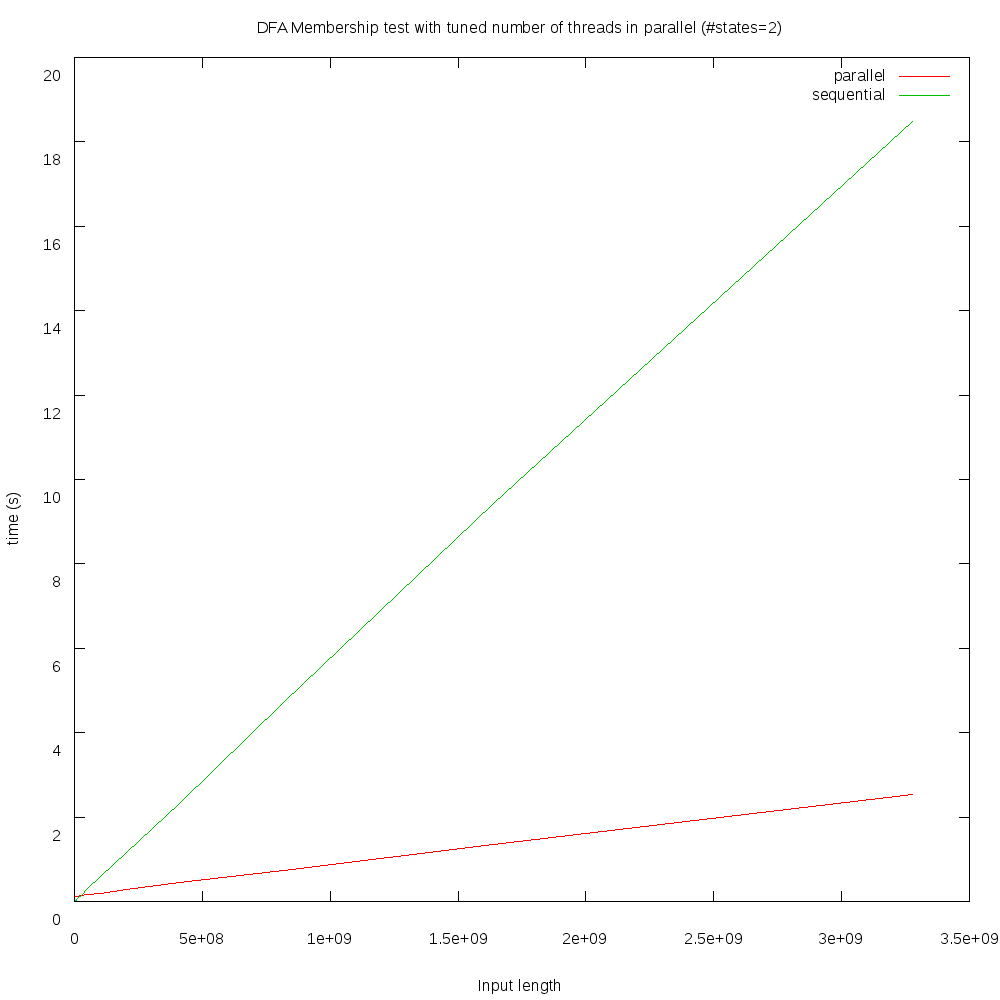 DFA Membership test with tuned number of threads in parallel (#states=2)
parallel
sequential
20
18
16
14
12
10
8
6
4
2
0
time (s)
0 5e+08 1e+09 1.5e+09 2e+09 2.5e+09 3e+09 3.5e+09
Input length